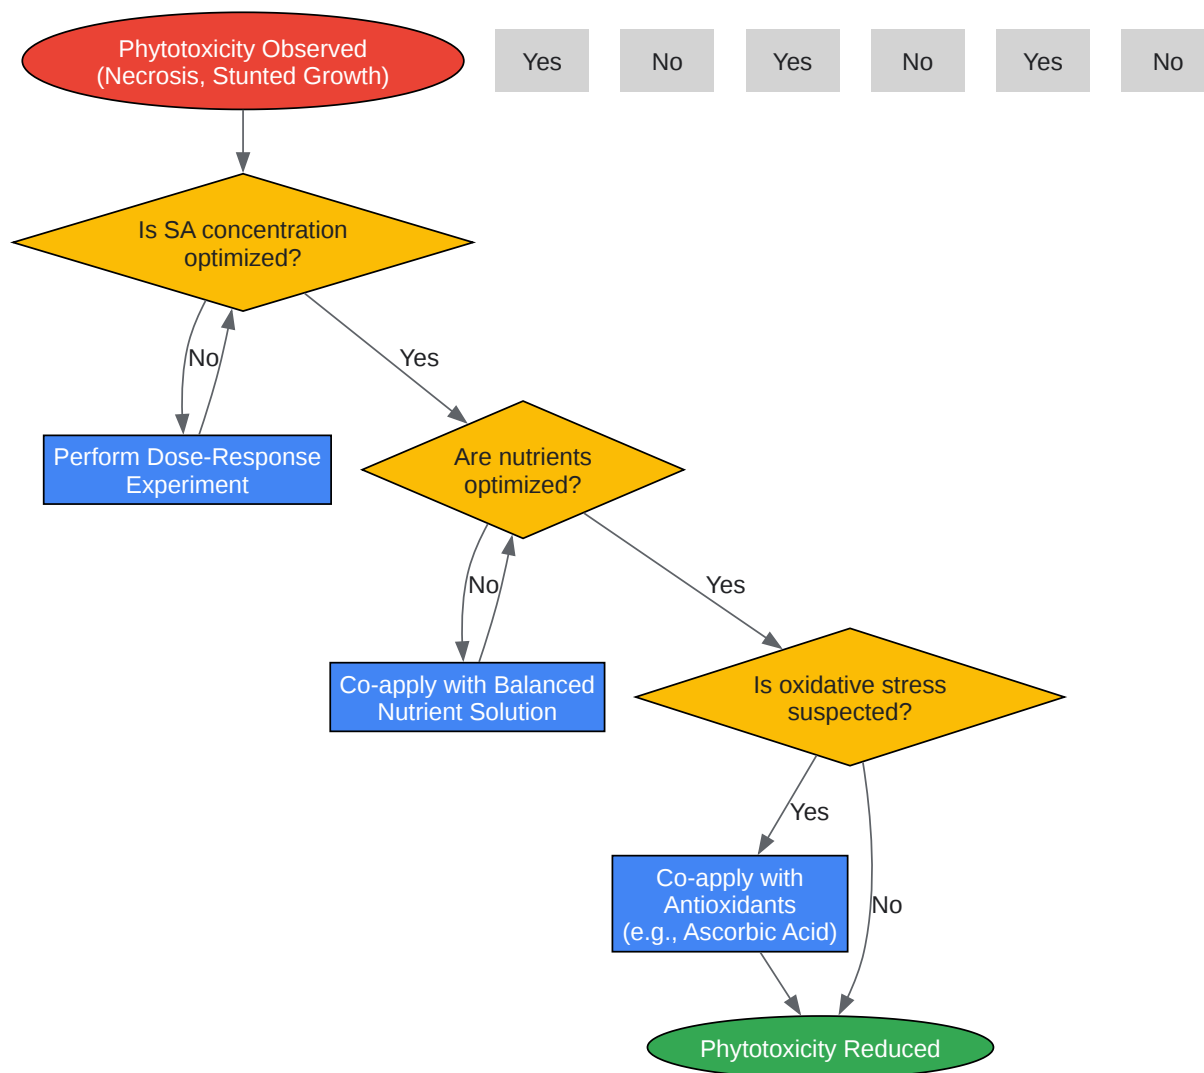 Phytotoxicity Observed
(Necrosis, Stunted Growth)
Yes
No
Yes
No
Yes
No
Is SA concentration
optimized?
No
Yes
Perform Dose-Response
Experiment
Are nutrients
optimized?
No
Yes
Co-apply with Balanced
Nutrient Solution
Is oxidative stress
suspected?
Yes
No
Co-apply with
Antioxidants
(e.g., Ascorbic Acid)
Phytotoxicity Reduced